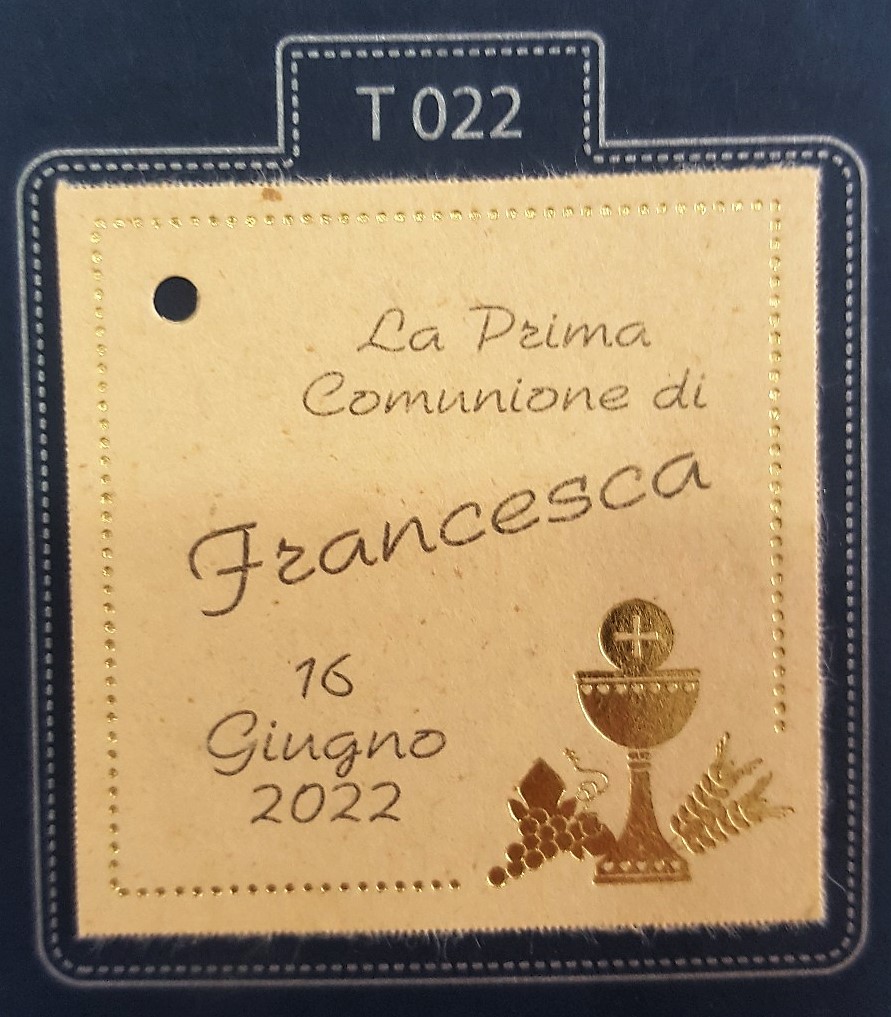 T 022
La Prima
Comunione di
Francesca
16
Giugno
2022